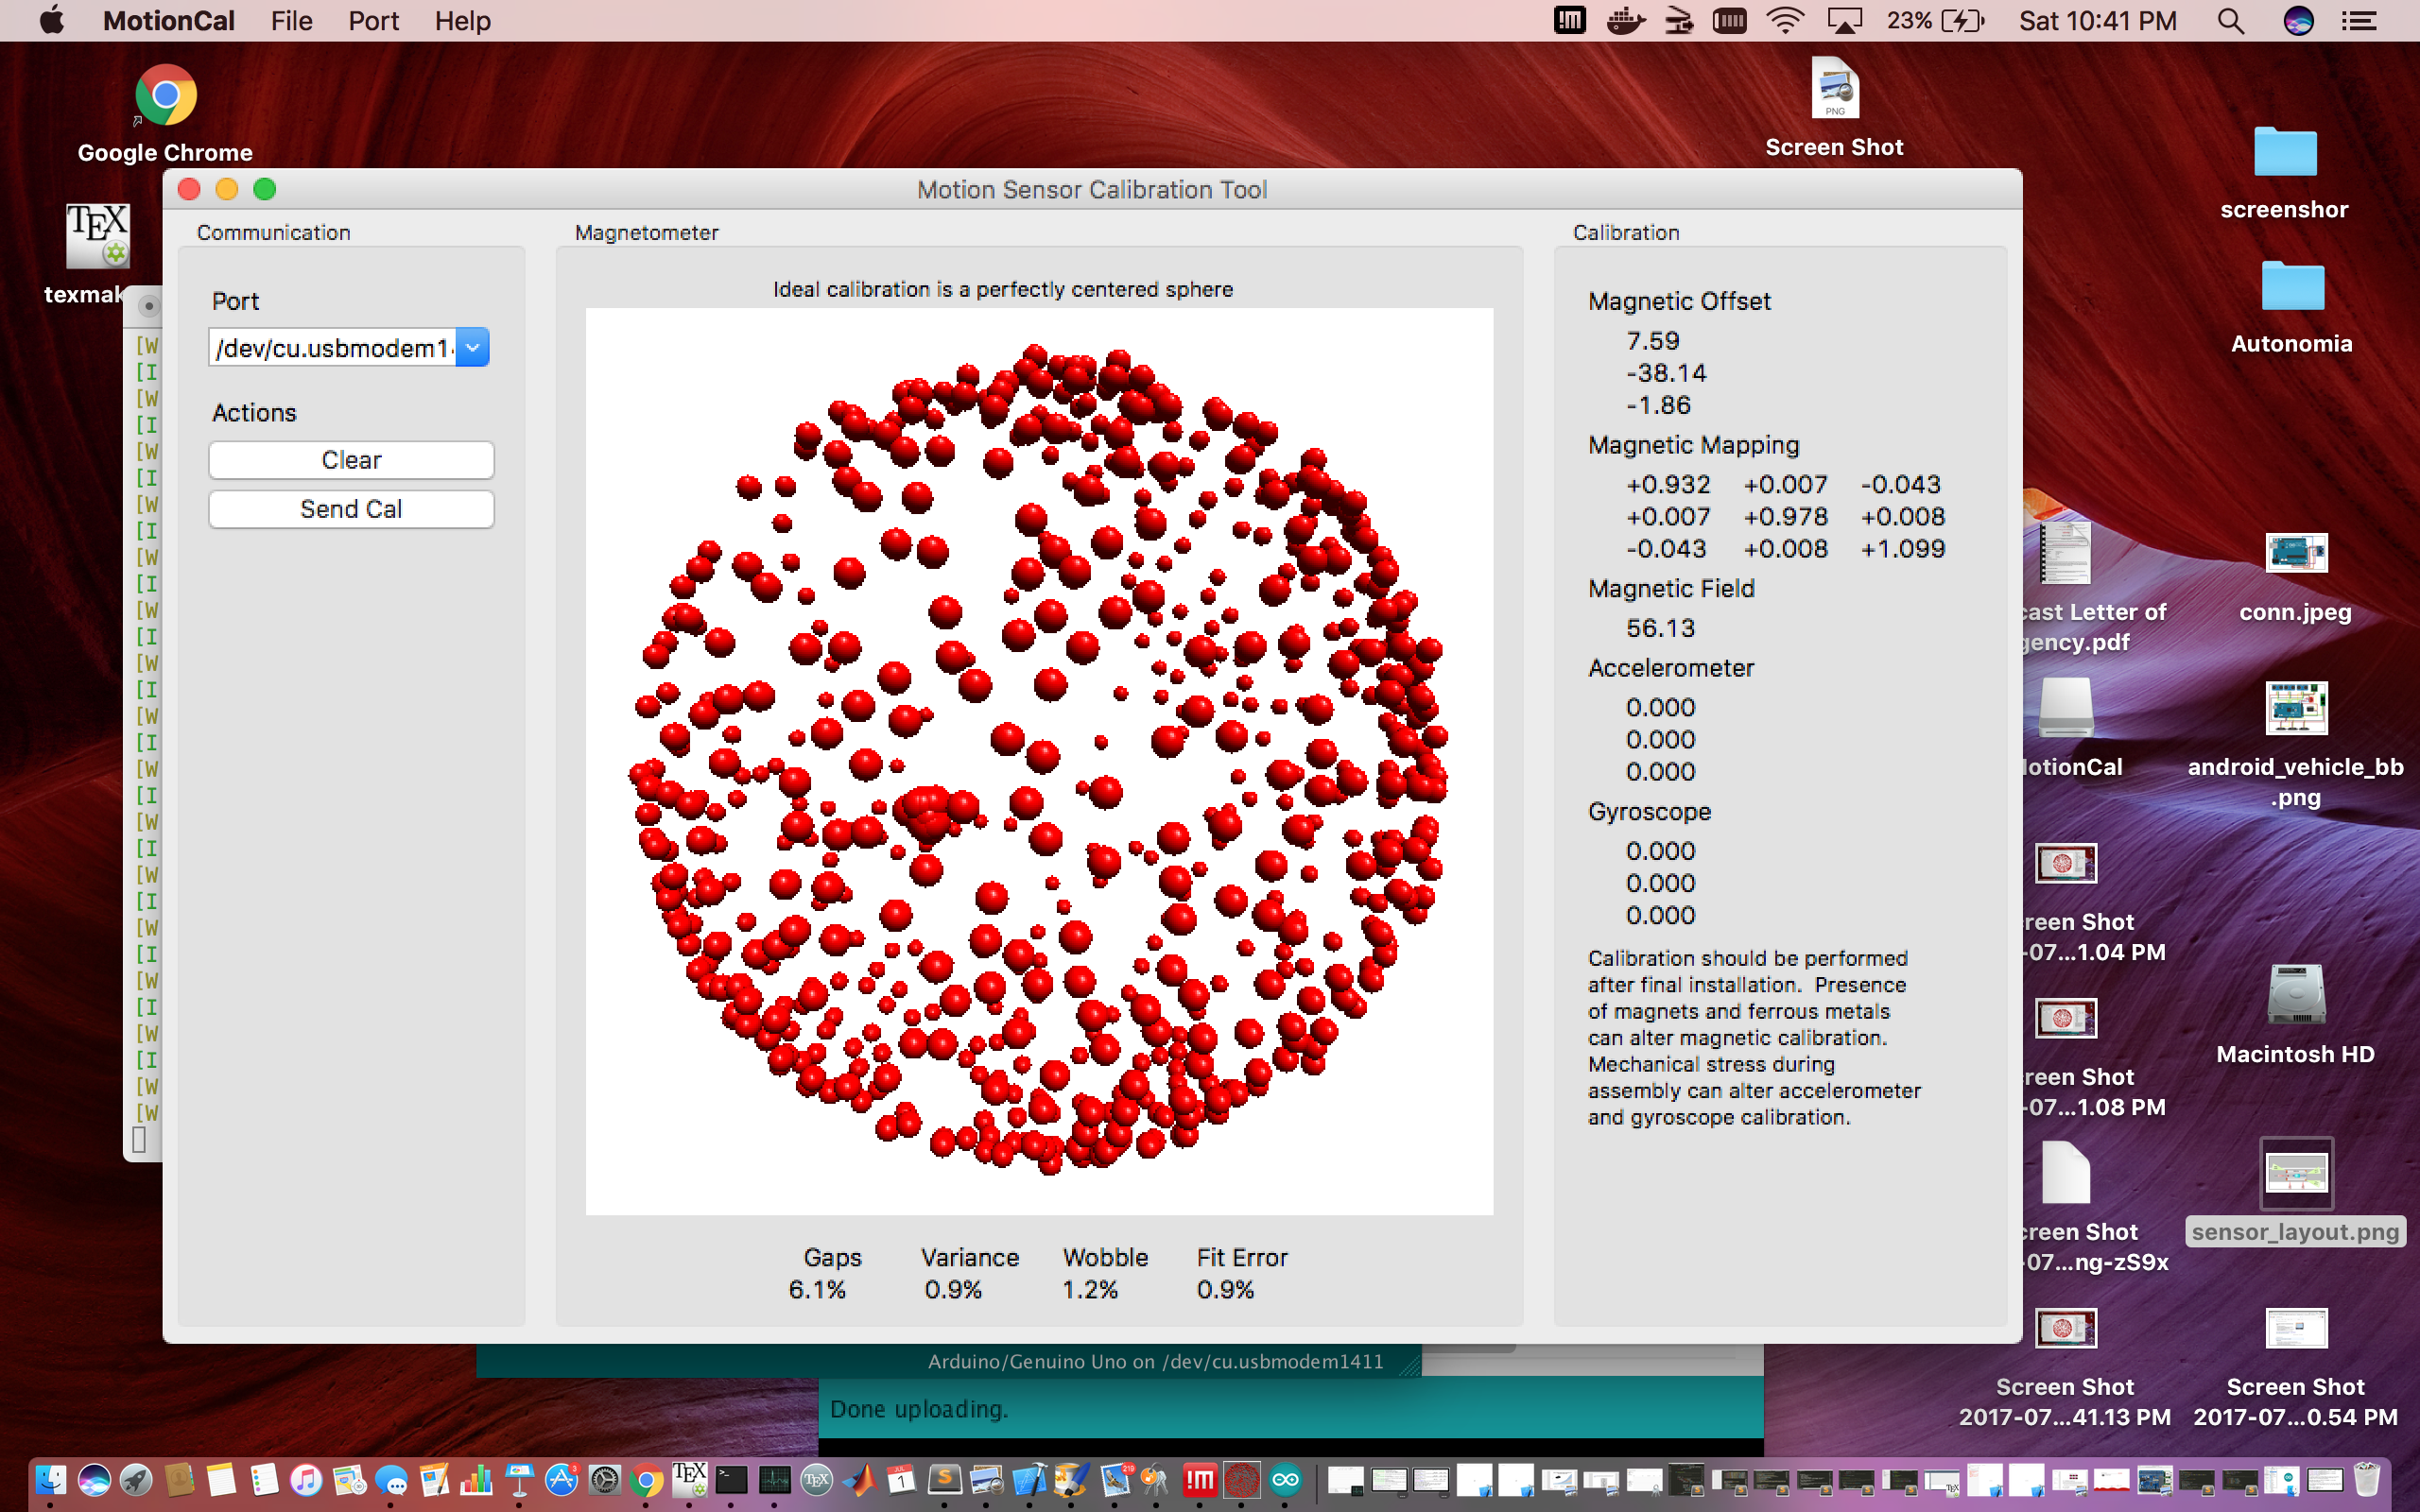 MotionCal File Port Help
23% Sat 10:41 PM
Google Chrome
Screen Shot
screenshor
Autonomia
TEX
texmak
Motion Sensor Calibration Tool
Communication
Port
/dev/cu.usbmodem1
Actions
Clear
Send Cal
Magnetometer
Ideal calibration is a perfectly centered sphere
Gaps Variance Wobble Fit Error
6.1% 0.9% 1.2% 0.9%
Calibration
Magnetic Offset
7.59
-38.14
-1.86
Magnetic Mapping
+0.932 +0.007 -0.043
+0.007 +0.978 +0.008
-0.043 +0.008 +1.099
Magnetic Field
56.13
Accelerometer
0.000
0.000
0.000
Gyroscope
0.000
0.000
0.000
Calibration should be performed
after final installation. Presence
of magnets and ferrous metals
can alter magnetic calibration.
Mechanical stress during
assembly can alter accelerometer
and gyroscope calibration.
[W
[I
[W
[I
[W
[I
[W
[I
[W
[I
[W
[I
[W
[I
[W
[I
[W
[I
[W
[I
[W
[I
[W
[I
[W
[I
[W
[I
[W
[W
cast Letter of
gency.pdf
conn.jpeg
otionCal
android_vehicle_bb
.png
reen Shot
-07...1.04 PM
reen Shot
-07...1.08 PM
Macintosh HD
creen Shot
-07...ng-zS9x
sensor_layout.png
Screen Shot
2017-07...41.13 PM
Screen Shot
2017-07...0.54 PM
Arduino/Genuino Uno on /dev/cu.usbmodem1411
Done uploading.